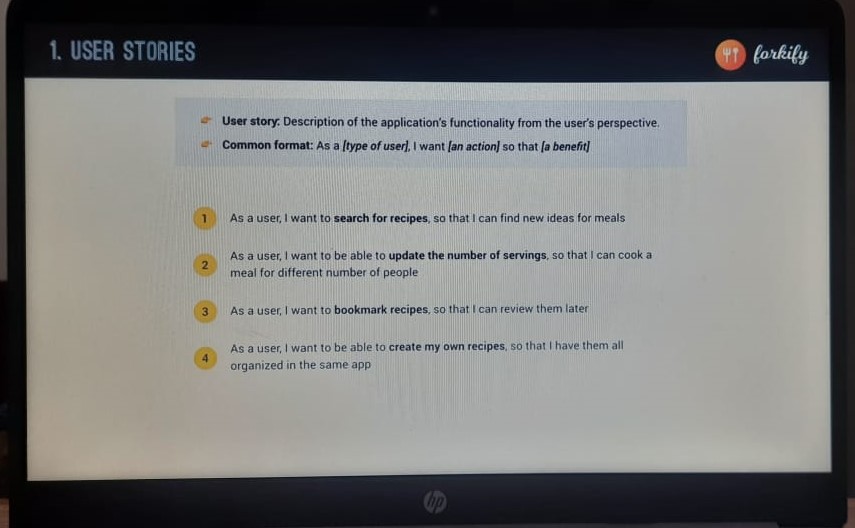 1. USER STORIES
forkify
User story: Description of the application's functionality from the user's perspective.
Common format: As a [type of user], I want [an action] so that [a benefit]
1 As a user, I want to search for recipes, so that I can find new ideas for meals
2 As a user, I want to be able to update the number of servings, so that I can cook a
meal for different number of people
3 As a user, I want to bookmark recipes, so that I can review them later
4 As a user, I want to be able to create my own recipes, so that I have them all
organized in the same app
hp